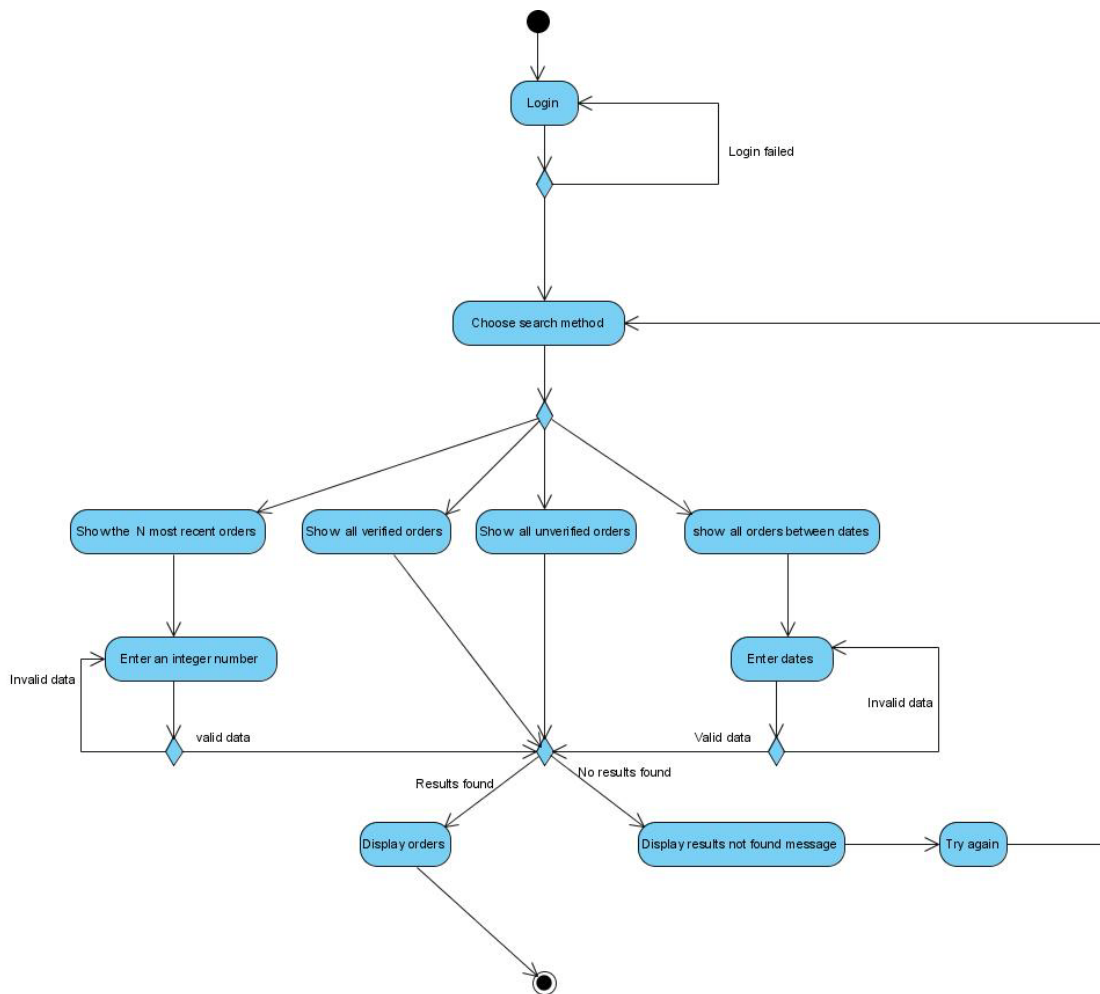 Login
Login failed
Choose search method
Show the N most recent orders
Show all verified orders
Show all unverified orders
show all orders between dates
Enter an integer number
Enter dates
Invalid data
Invalid data
valid data
Valid data
Results found
No results found
Display orders
Display results not found message
Try again